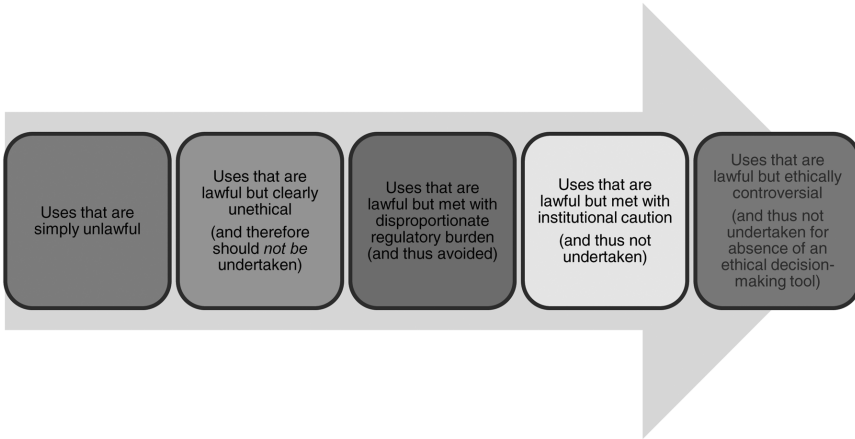 Uses that are
simply unlawful
Uses that are
lawful but clearly
unethical
(and therefore
should not be
undertaken)
Uses that are
lawful but met with
disproportionate
regulatory burden
(and thus avoided)
Uses that are
lawful but met with
institutional caution
(and thus not
undertaken)
Uses that are
lawful but ethically
controversial
(and thus not
undertaken for
absence of an
ethical decision-
making tool)